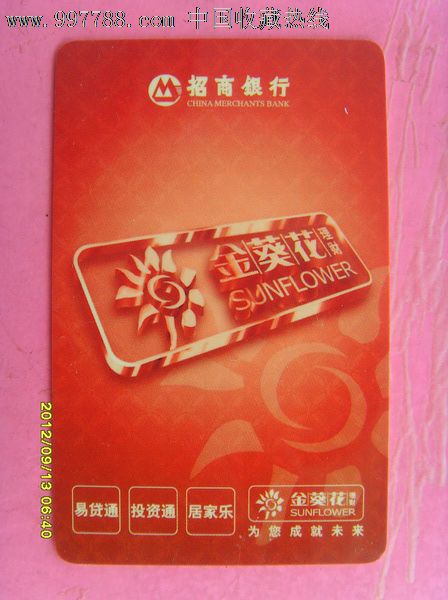 www.997788.com 中国收藏热线
招商银行
CHINA MERCHANTS BANK
金葵花理财
SUNFLOWER
易贷通 投资通 居家乐
金葵花理财
SUNFLOWER
为您成就未来
2012/09/13 06:40